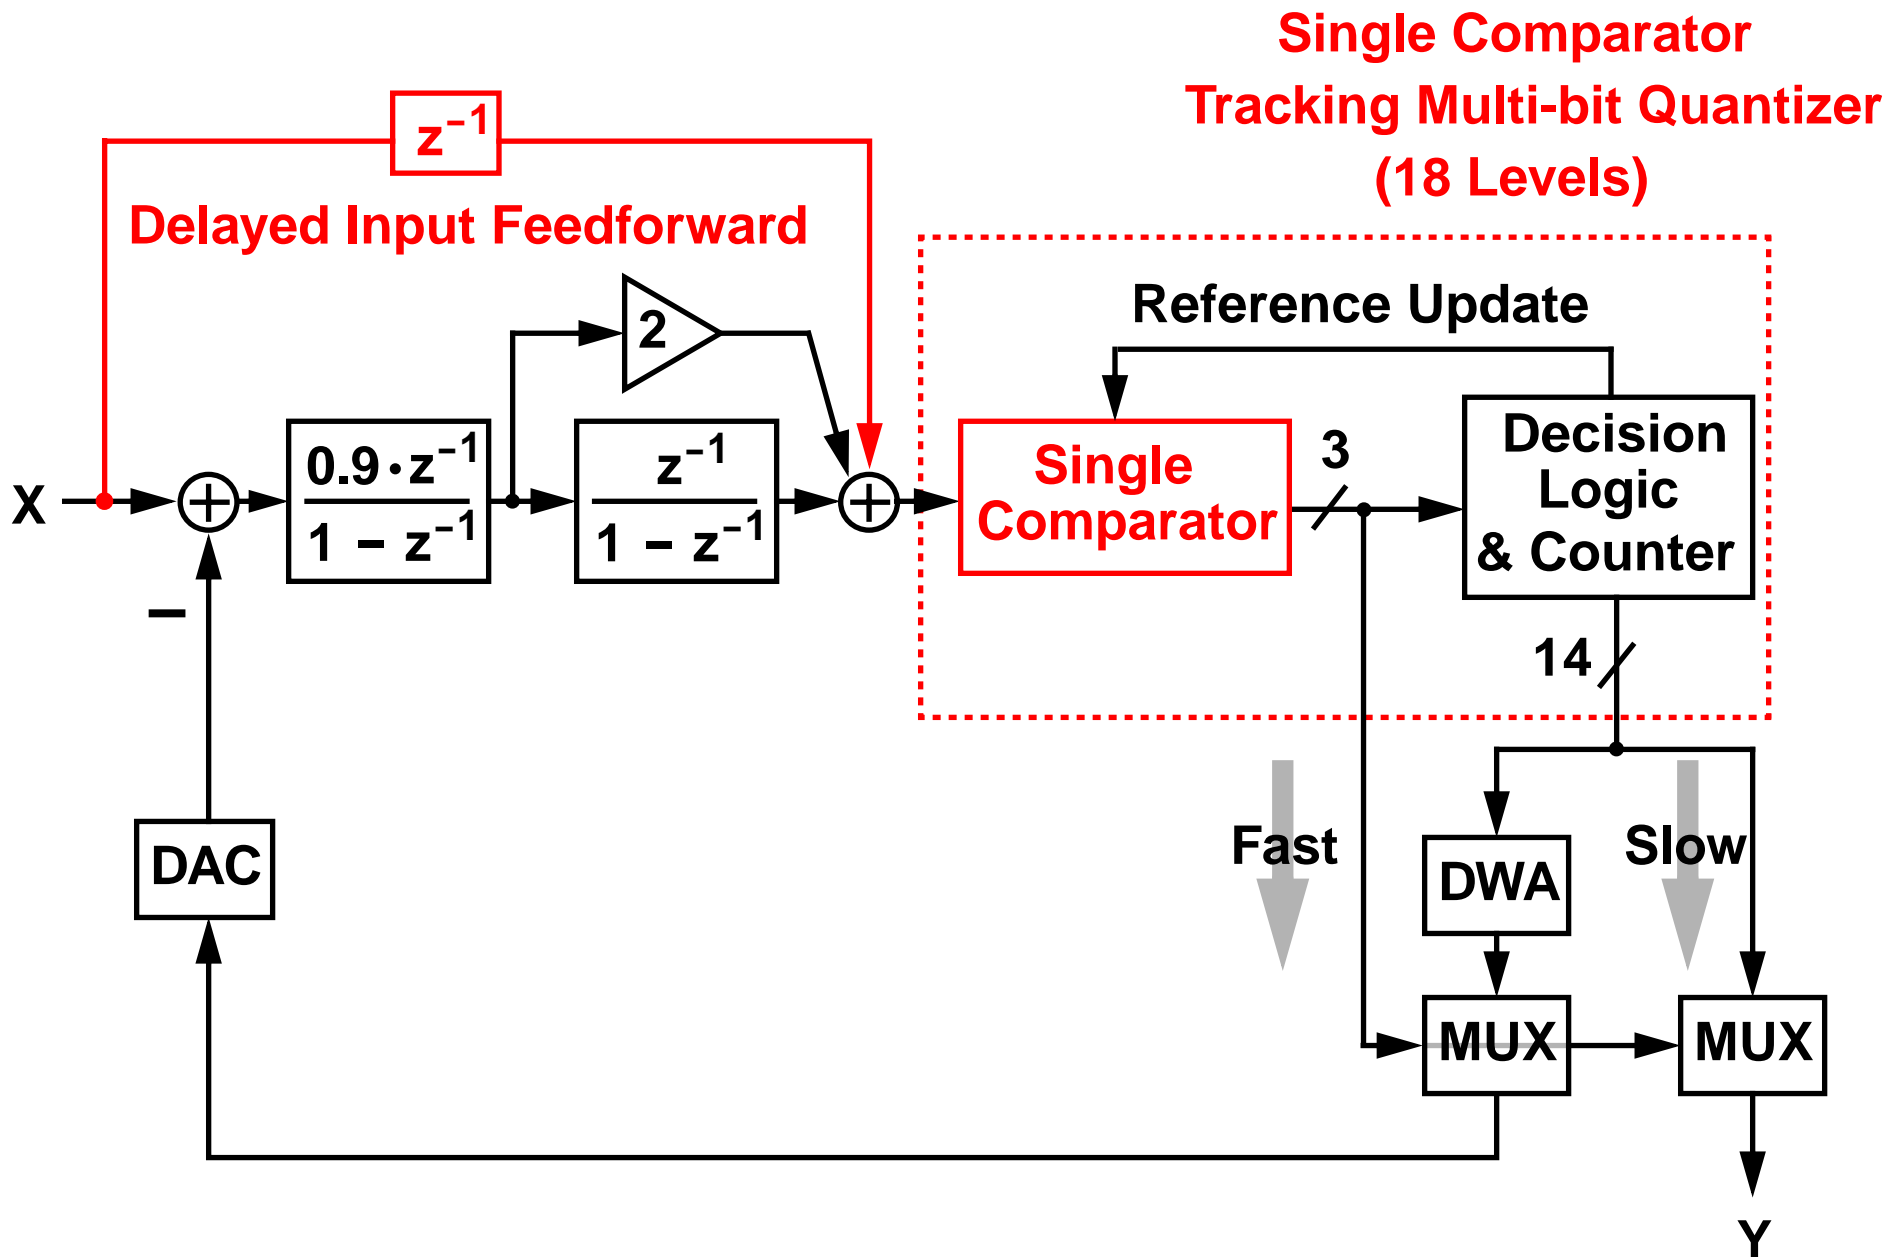 Single Comparator
Tracking Multi-bit Quantizer
(18 Levels)
z−1
Delayed Input Feedforward
Reference Update
2
X
0.9·z−1
1 − z−1
z−1
1 − z−1
Single
Comparator
3
Decision
Logic
& Counter
−
14
Fast
Slow
DAC
DWA
MUX
MUX
Y